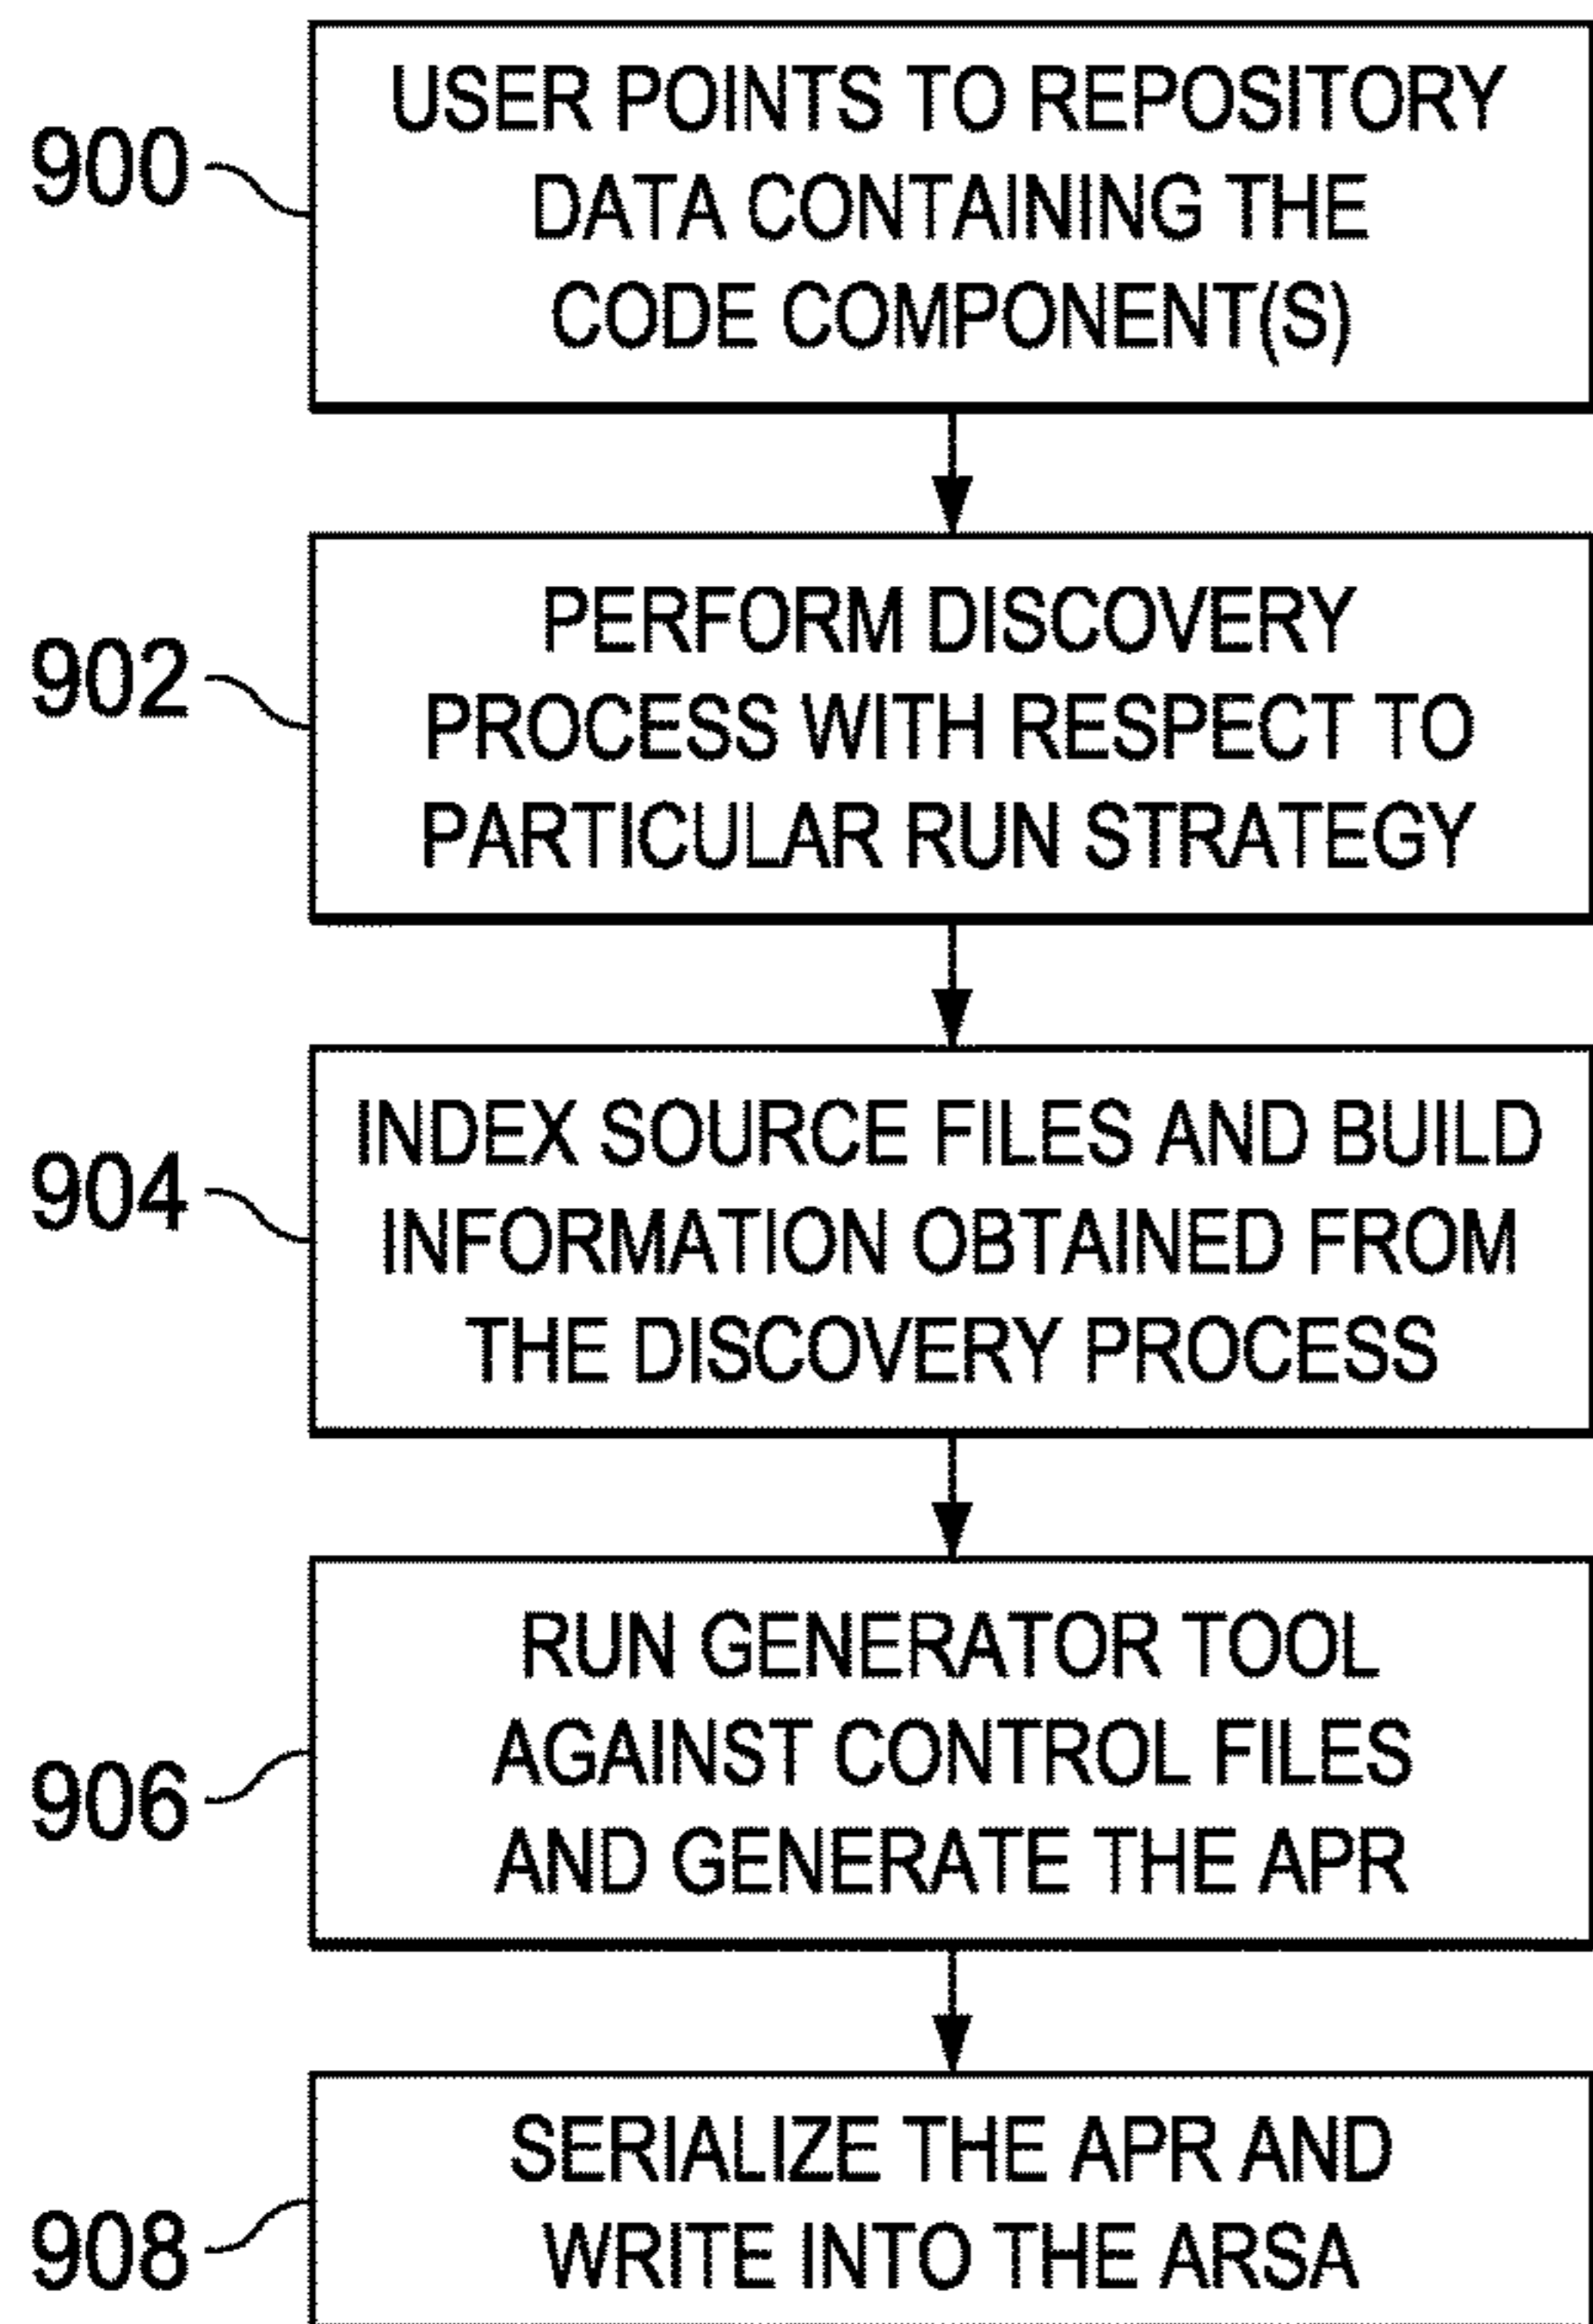 900
USER POINTS TO REPOSITORY
DATA CONTAINING THE
CODE COMPONENT(S)
902
PERFORM DISCOVERY
PROCESS WITH RESPECT TO
PARTICULAR RUN STRATEGY
904
INDEX SOURCE FILES AND BUILD
INFORMATION OBTAINED FROM
THE DISCOVERY PROCESS
906
RUN GENERATOR TOOL
AGAINST CONTROL FILES
AND GENERATE THE APR
908
SERIALIZE THE APR AND
WRITE INTO THE ARSA